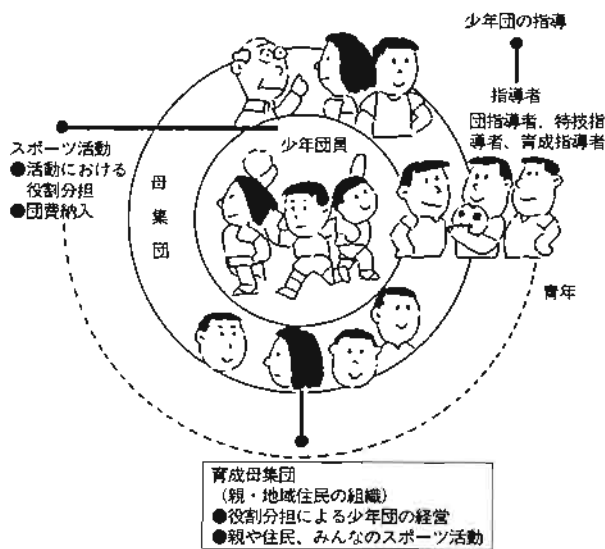 少年団の指導
指導者
団指導者、特技指
導者、育成指導者
スポーツ活動
●活動における
役割分担
●団費納入
少年団員
母集団
青年
育成母集団
(親・地域住民の組織)
●役割分担による少年団の経営
●親や住民、みんなのスポーツ活動